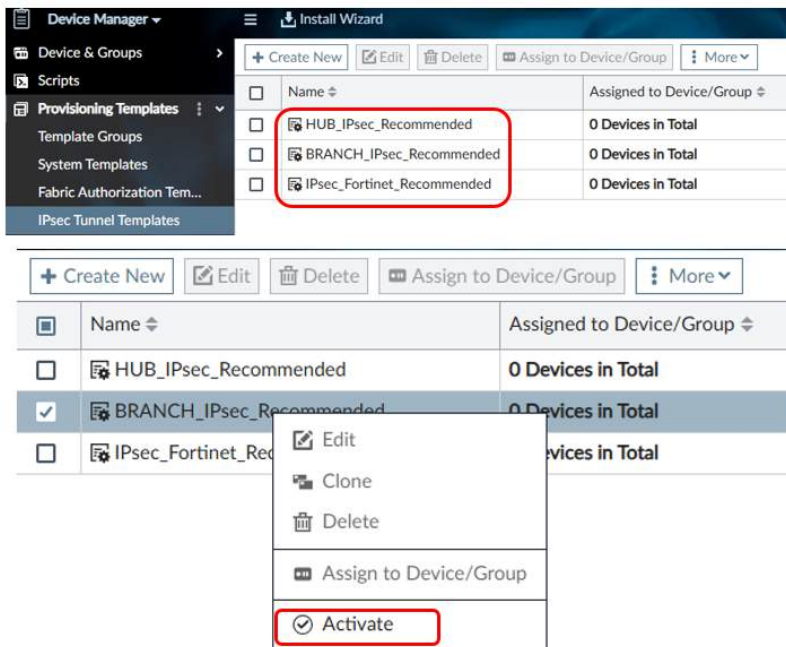 Device Manager
Install Wizard
Device & Groups
Scripts
Provisioning Templates
Template Groups
System Templates
Fabric Authorization Tem...
IPsec Tunnel Templates
+ Create New Edit Delete Assign to Device/Group More
Name Assigned to Device/Group
HUB_IPsec_Recommended 0 Devices in Total
BRANCH_IPsec_Recommended 0 Devices in Total
IPsec_Fortinet_Recommended 0 Devices in Total
+ Create New Edit Delete Assign to Device/Group More
Name Assigned to Device/Group
HUB_IPsec_Recommended 0 Devices in Total
BRANCH_IPsec_Recommended 0 Devices in Total
IPsec_Fortinet_Rec vices in Total
Edit
Clone
Delete
Assign to Device/Group
Activate